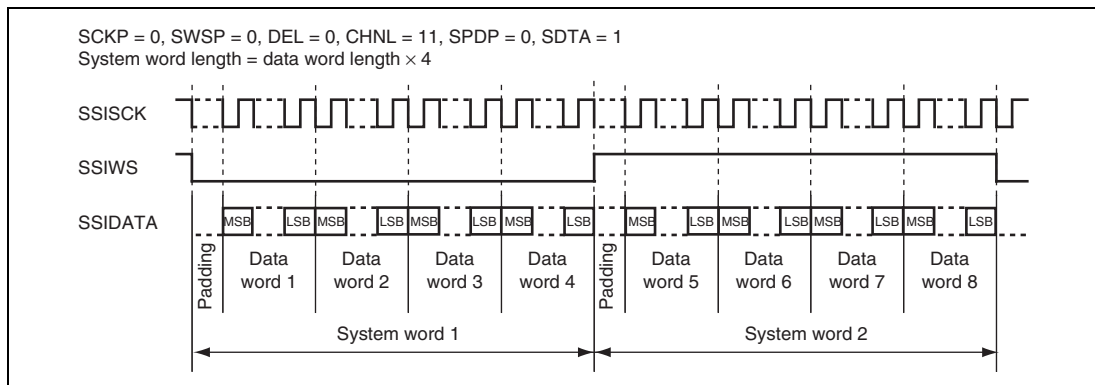 SCKP = 0, SWSP = 0, DEL = 0, CHNL = 11, SPDP = 0, SDTA = 1
System word length = data word length × 4
SSISCK
SSIWS
SSIDATA
MSB LSB MSB LSB MSB LSB MSB LSB MSB LSB MSB LSB MSB LSB MSB LSB
Padding
Data word 1
Data word 2
Data word 3
Data word 4
Padding
Data word 5
Data word 6
Data word 7
Data word 8
System word 1
System word 2